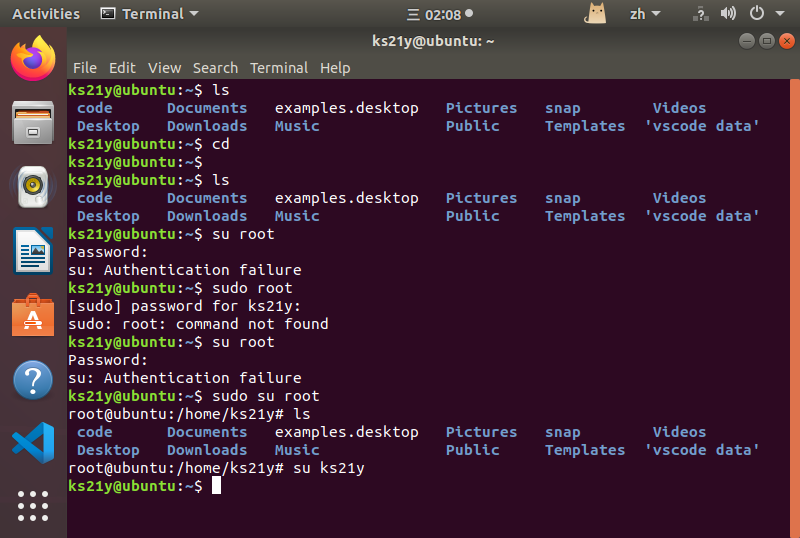 Activities Terminal 三 02:08 zh
ks21y@ubuntu: ~
File Edit View Search Terminal Help
ks21y@ubuntu:~$ ls
code Documents examples.desktop Pictures snap Videos
Desktop Downloads Music Public Templates 'vscode data'
ks21y@ubuntu:~$ cd
ks21y@ubuntu:~$
ks21y@ubuntu:~$ ls
code Documents examples.desktop Pictures snap Videos
Desktop Downloads Music Public Templates 'vscode data'
ks21y@ubuntu:~$ su root
Password:
su: Authentication failure
ks21y@ubuntu:~$ sudo root
[sudo] password for ks21y:
sudo: root: command not found
ks21y@ubuntu:~$ su root
Password:
su: Authentication failure
ks21y@ubuntu:~$ sudo su root
root@ubuntu:/home/ks21y# ls
code Documents examples.desktop Pictures snap Videos
Desktop Downloads Music Public Templates 'vscode data'
root@ubuntu:/home/ks21y# su ks21y
ks21y@ubuntu:~$